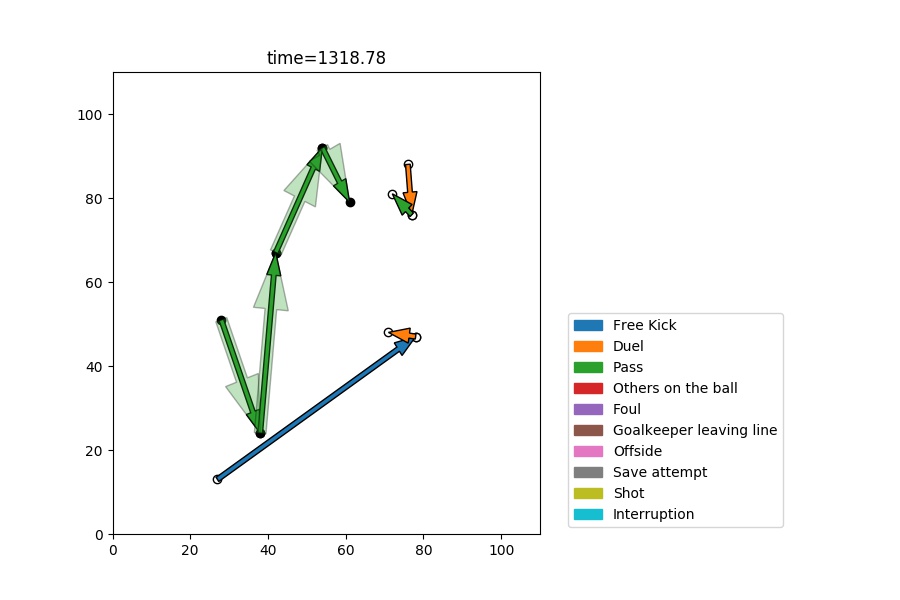 time=1318.78
100
80
60
40
20
0
0 20 40 60 80 100
Free Kick
Duel
Pass
Others on the ball
Foul
Goalkeeper leaving line
Offside
Save attempt
Shot
Interruption